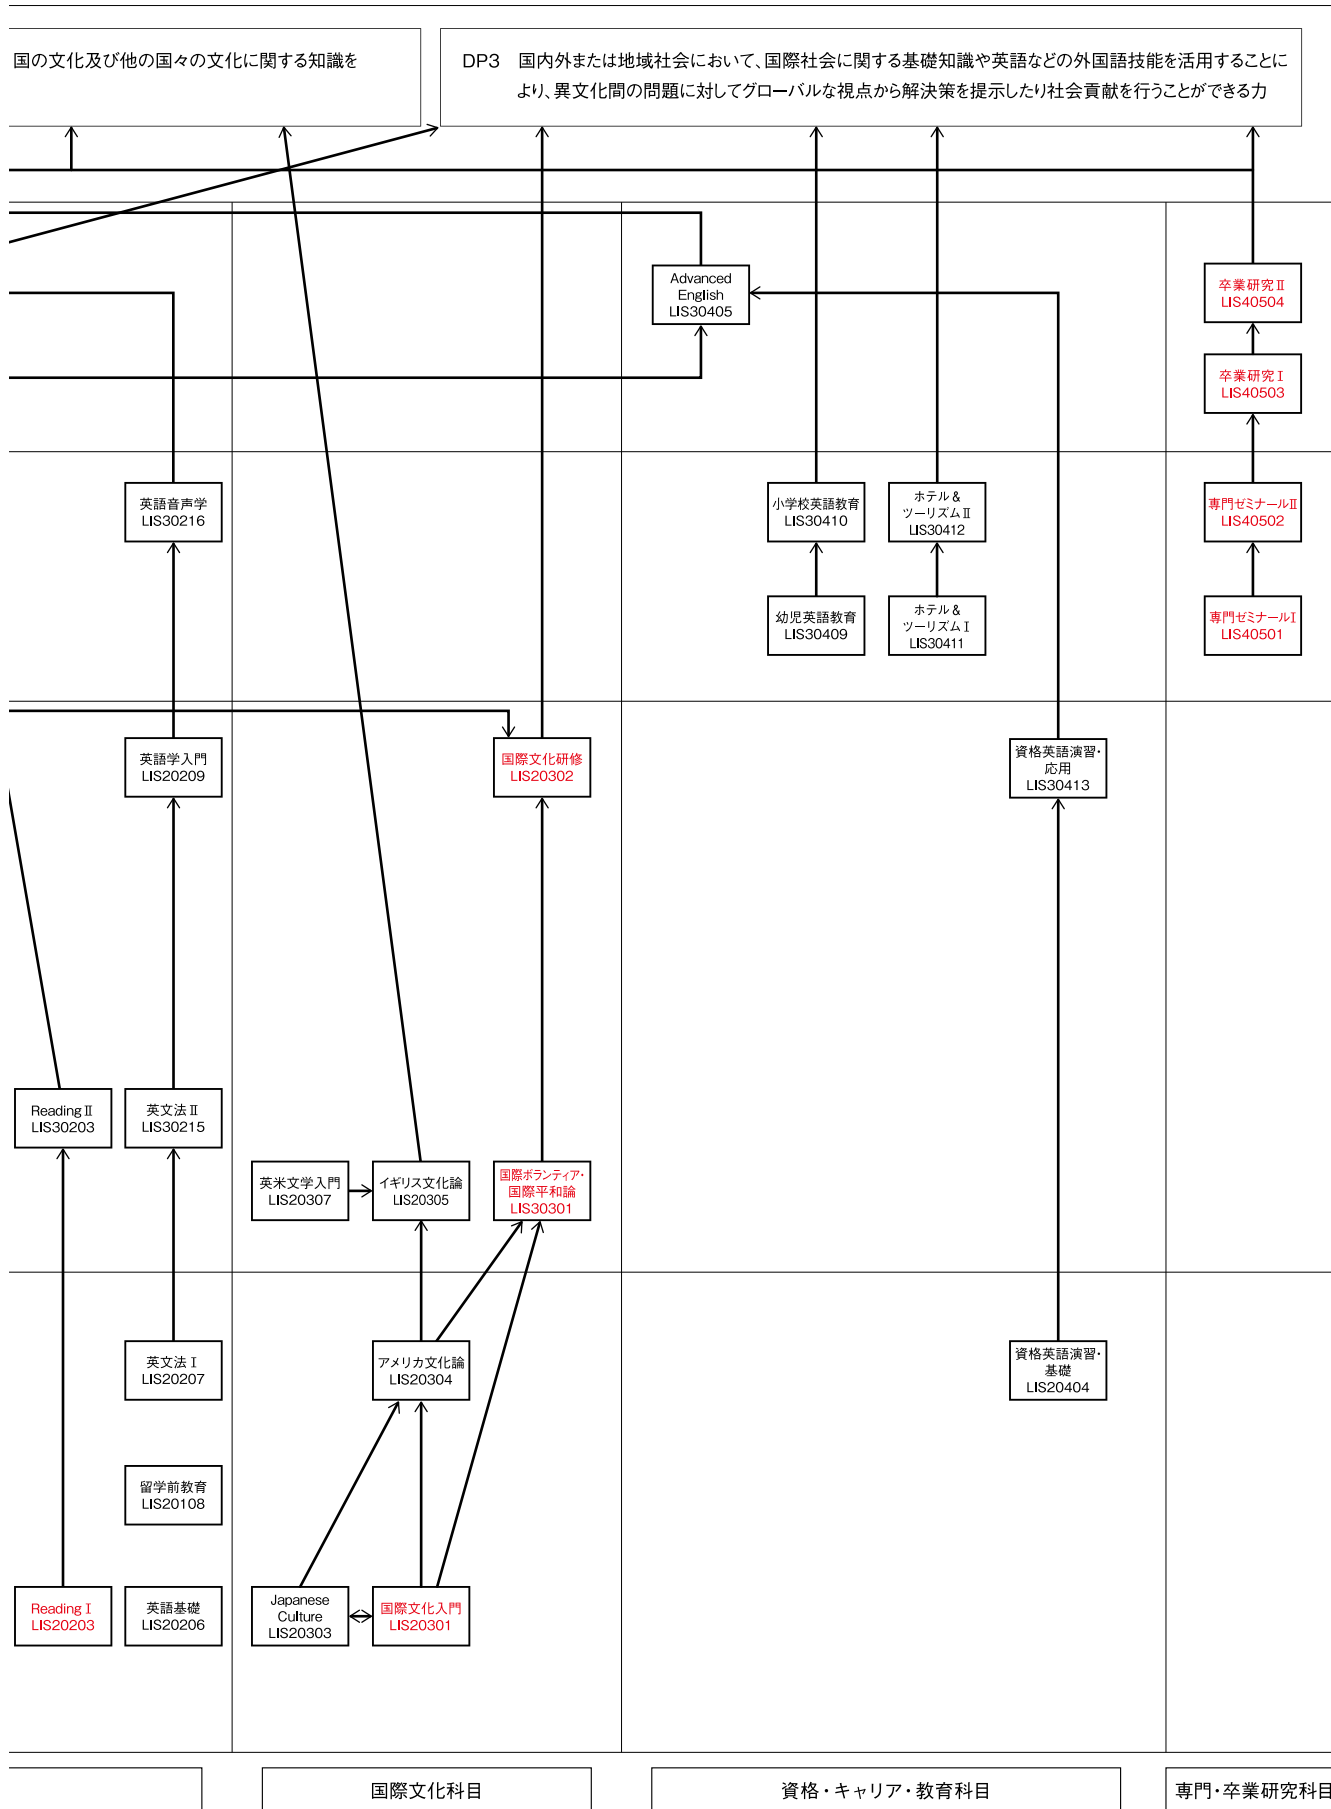 国の文化及び他の国々の文化に関する知識を
DP3　国内外または地域社会において、国際社会に関する基礎知識や英語などの外国語技能を活用することに
より、異文化間の問題に対してグローバルな視点から解決策を提示したり社会貢献を行うことができる力
Advanced
English
LIS30405
卒業研究Ⅱ
LIS40504
卒業研究Ⅰ
LIS40503
英語音声学
LIS30216
小学校英語教育
LIS30410
ホテル＆
ツーリズムⅡ
LIS30412
専門ゼミナールⅡ
LIS40502
幼児英語教育
LIS30409
ホテル＆
ツーリズムⅠ
LIS30411
専門ゼミナールⅠ
LIS40501
英語学入門
LIS20209
国際文化研修
LIS20302
資格英語演習・
応用
LIS30413
ReadingⅡ
LIS30203
英文法Ⅱ
LIS30215
英米文学入門
LIS20307
イギリス文化論
LIS20305
国際ボランティア・
国際平和論
LIS30301
英文法Ⅰ
LIS20207
アメリカ文化論
LIS20304
資格英語演習・
基礎
LIS20404
留学前教育
LIS20108
ReadingⅠ
LIS20203
英語基礎
LIS20206
Japanese
Culture
LIS20303
国際文化入門
LIS20301
国際文化科目
資格・キャリア・教育科目
専門・卒業研究科目